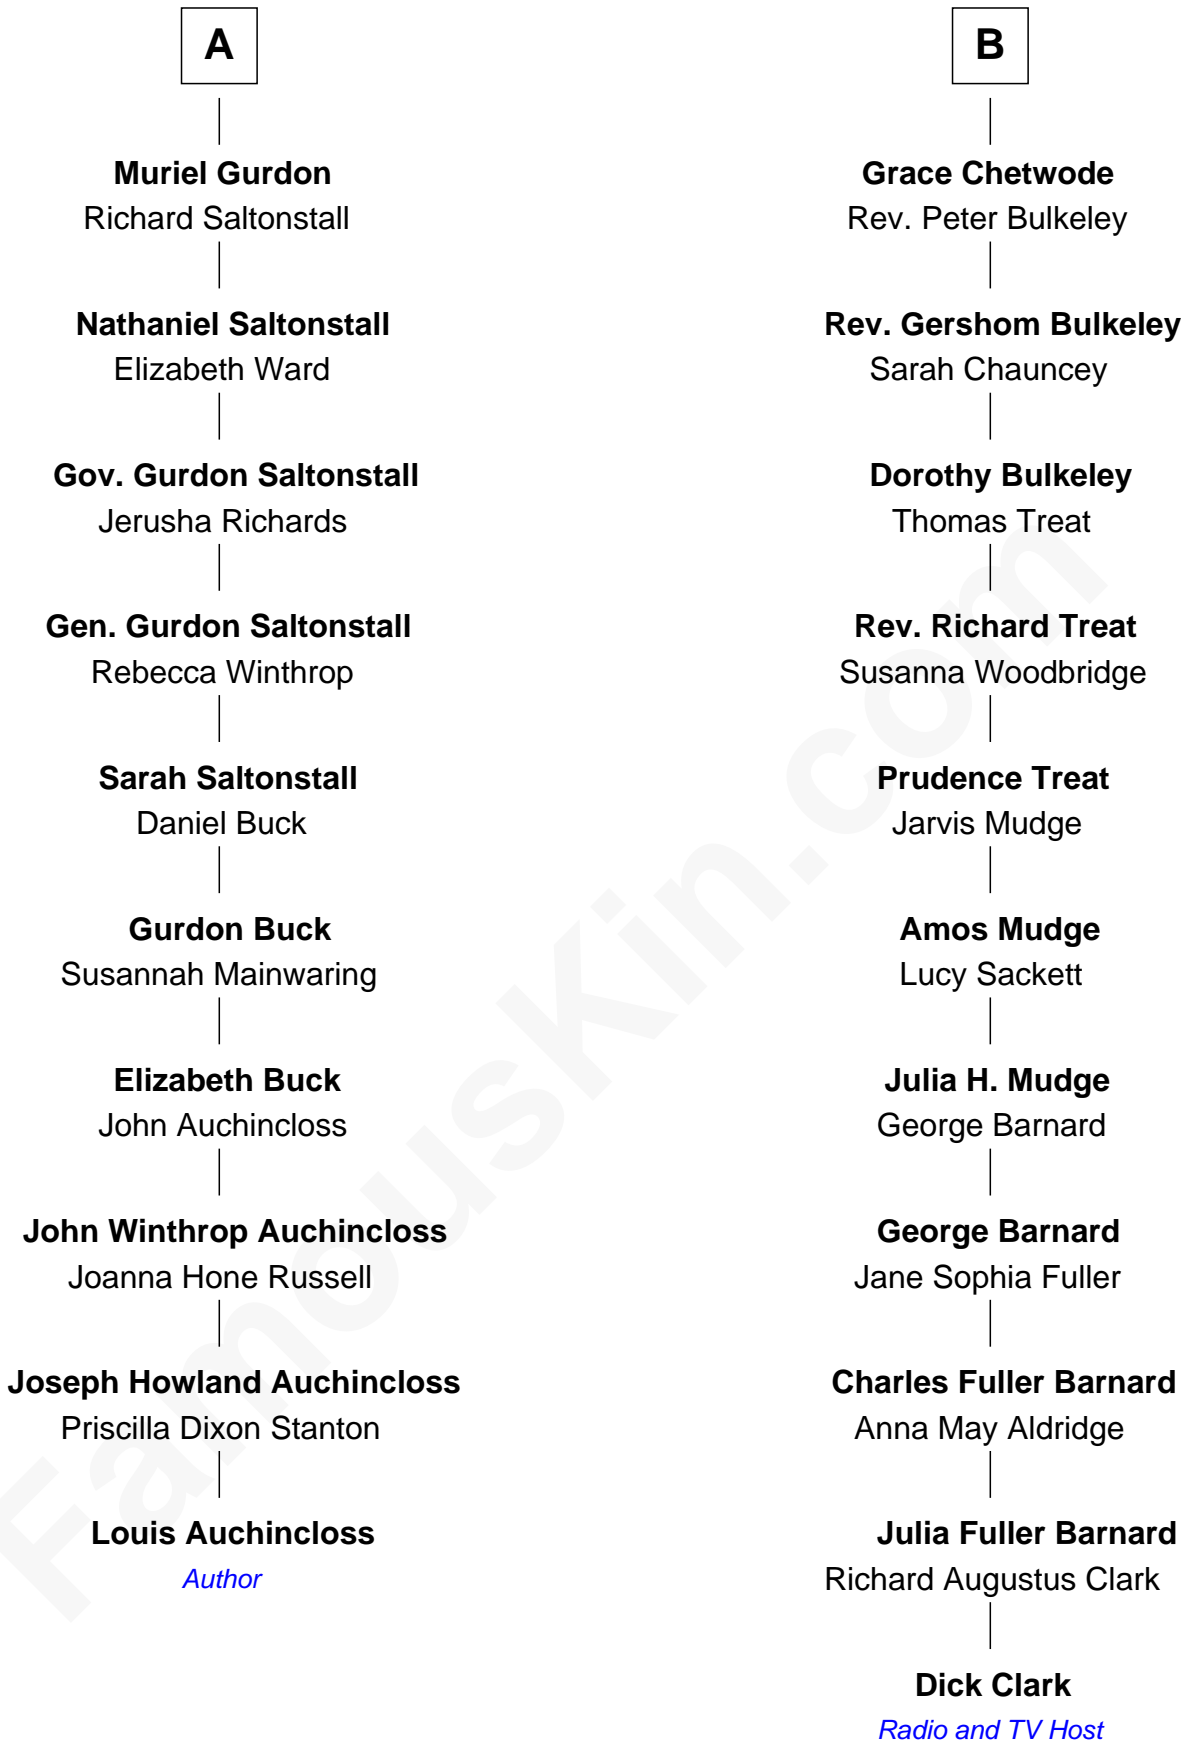 A
Muriel Gurdon
Richard Saltonstall
Nathaniel Saltonstall
Elizabeth Ward
Gov. Gurdon Saltonstall
Jerusha Richards
Gen. Gurdon Saltonstall
Rebecca Winthrop
Sarah Saltonstall
Daniel Buck
Gurdon Buck
Susannah Mainwaring
Elizabeth Buck
John Auchincloss
John Winthrop Auchincloss
Joanna Hone Russell
Joseph Howland Auchincloss
Priscilla Dixon Stanton
Louis Auchincloss
Author
B
Grace Chetwode
Rev. Peter Bulkeley
Rev. Gershom Bulkeley
Sarah Chauncey
Dorothy Bulkeley
Thomas Treat
Rev. Richard Treat
Susanna Woodbridge
Prudence Treat
Jarvis Mudge
Amos Mudge
Lucy Sackett
Julia H. Mudge
George Barnard
George Barnard
Jane Sophia Fuller
Charles Fuller Barnard
Anna May Aldridge
Julia Fuller Barnard
Richard Augustus Clark
Dick Clark
Radio and TV Host
FamousKin.com